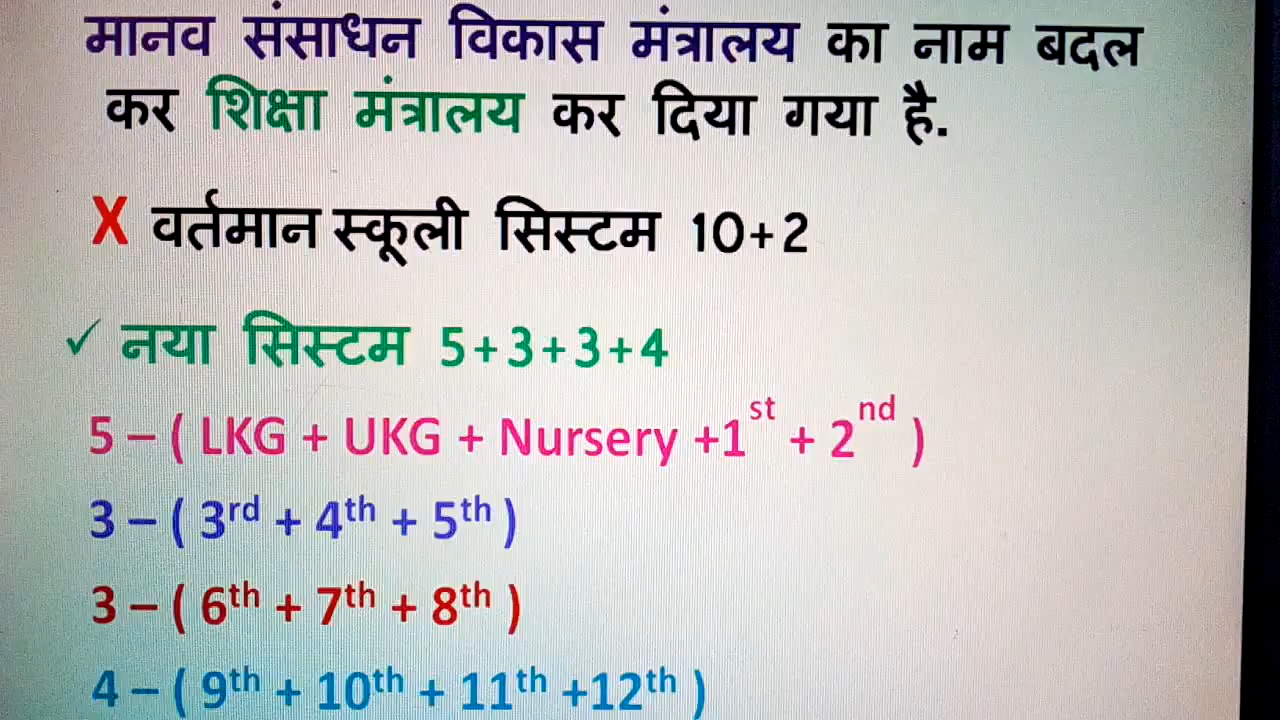 मानव संसाधन विकास मंत्रालय का नाम बदल
कर शिक्षा मंत्रालय कर दिया गया है.
X वर्तमान स्कूली सिस्टम 10+2
✓ नया सिस्टम 5+3+3+4
5 – ( LKG + UKG + Nursery +1st + 2nd )
3 – ( 3rd + 4th + 5th )
3 – ( 6th + 7th + 8th )
4 – ( 9th + 10th + 11th +12th )